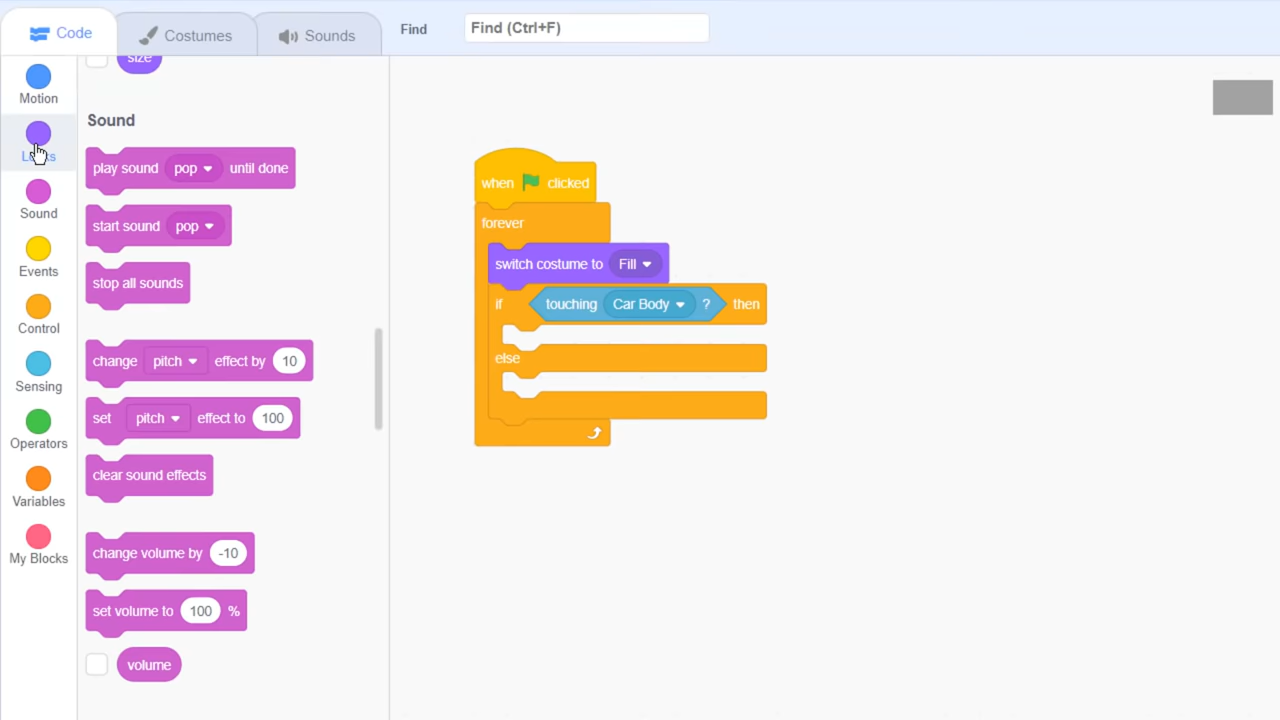 Code
Costumes
Sounds
Find
Find (Ctrl+F)
Motion
Looks
Sound
Events
Control
Sensing
Operators
Variables
My Blocks
size
Sound
play sound pop until done
start sound pop
stop all sounds
change pitch effect by 10
set pitch effect to 100
clear sound effects
change volume by -10
set volume to 100 %
volume
when clicked
forever
switch costume to Fill
if touching Car Body ? then
else